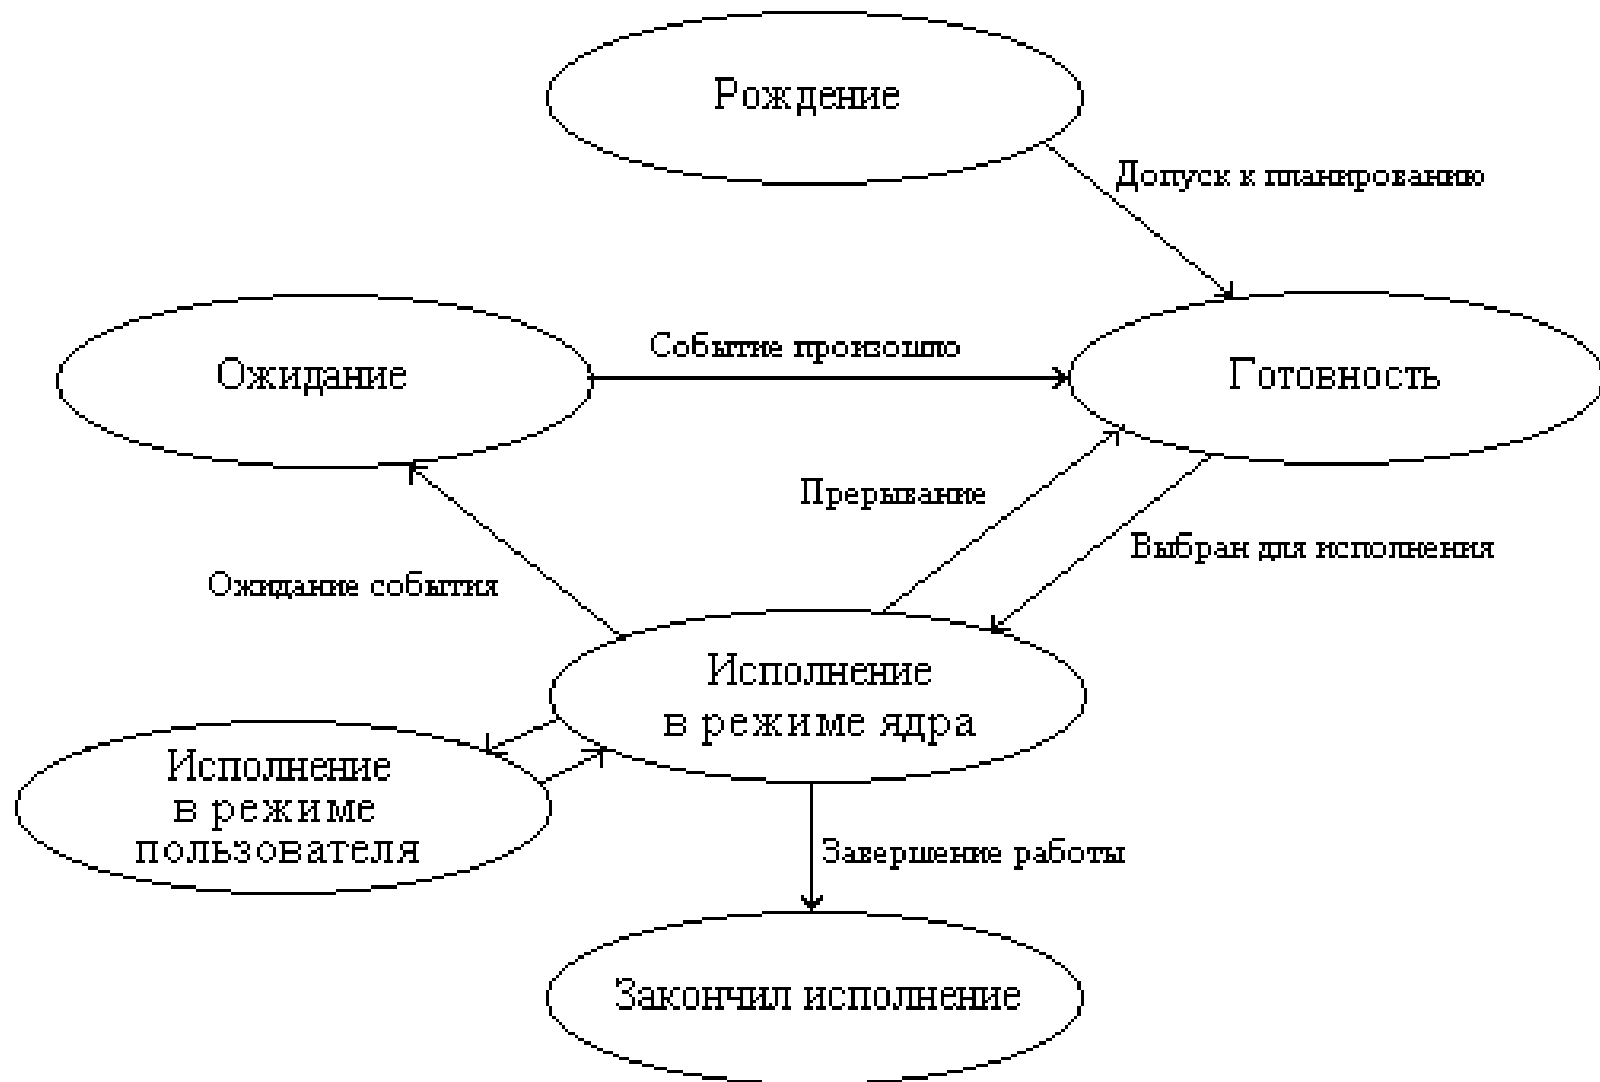 Рождение
Допуск к планированию
Событие произошло
Ожидание
Готовность
Прерывание
Выбран для исполнения
Ожидание события
Исполнение
в режиме ядра
Исполнение
в режиме
пользователя
Завершение работы
Закончил исполнение